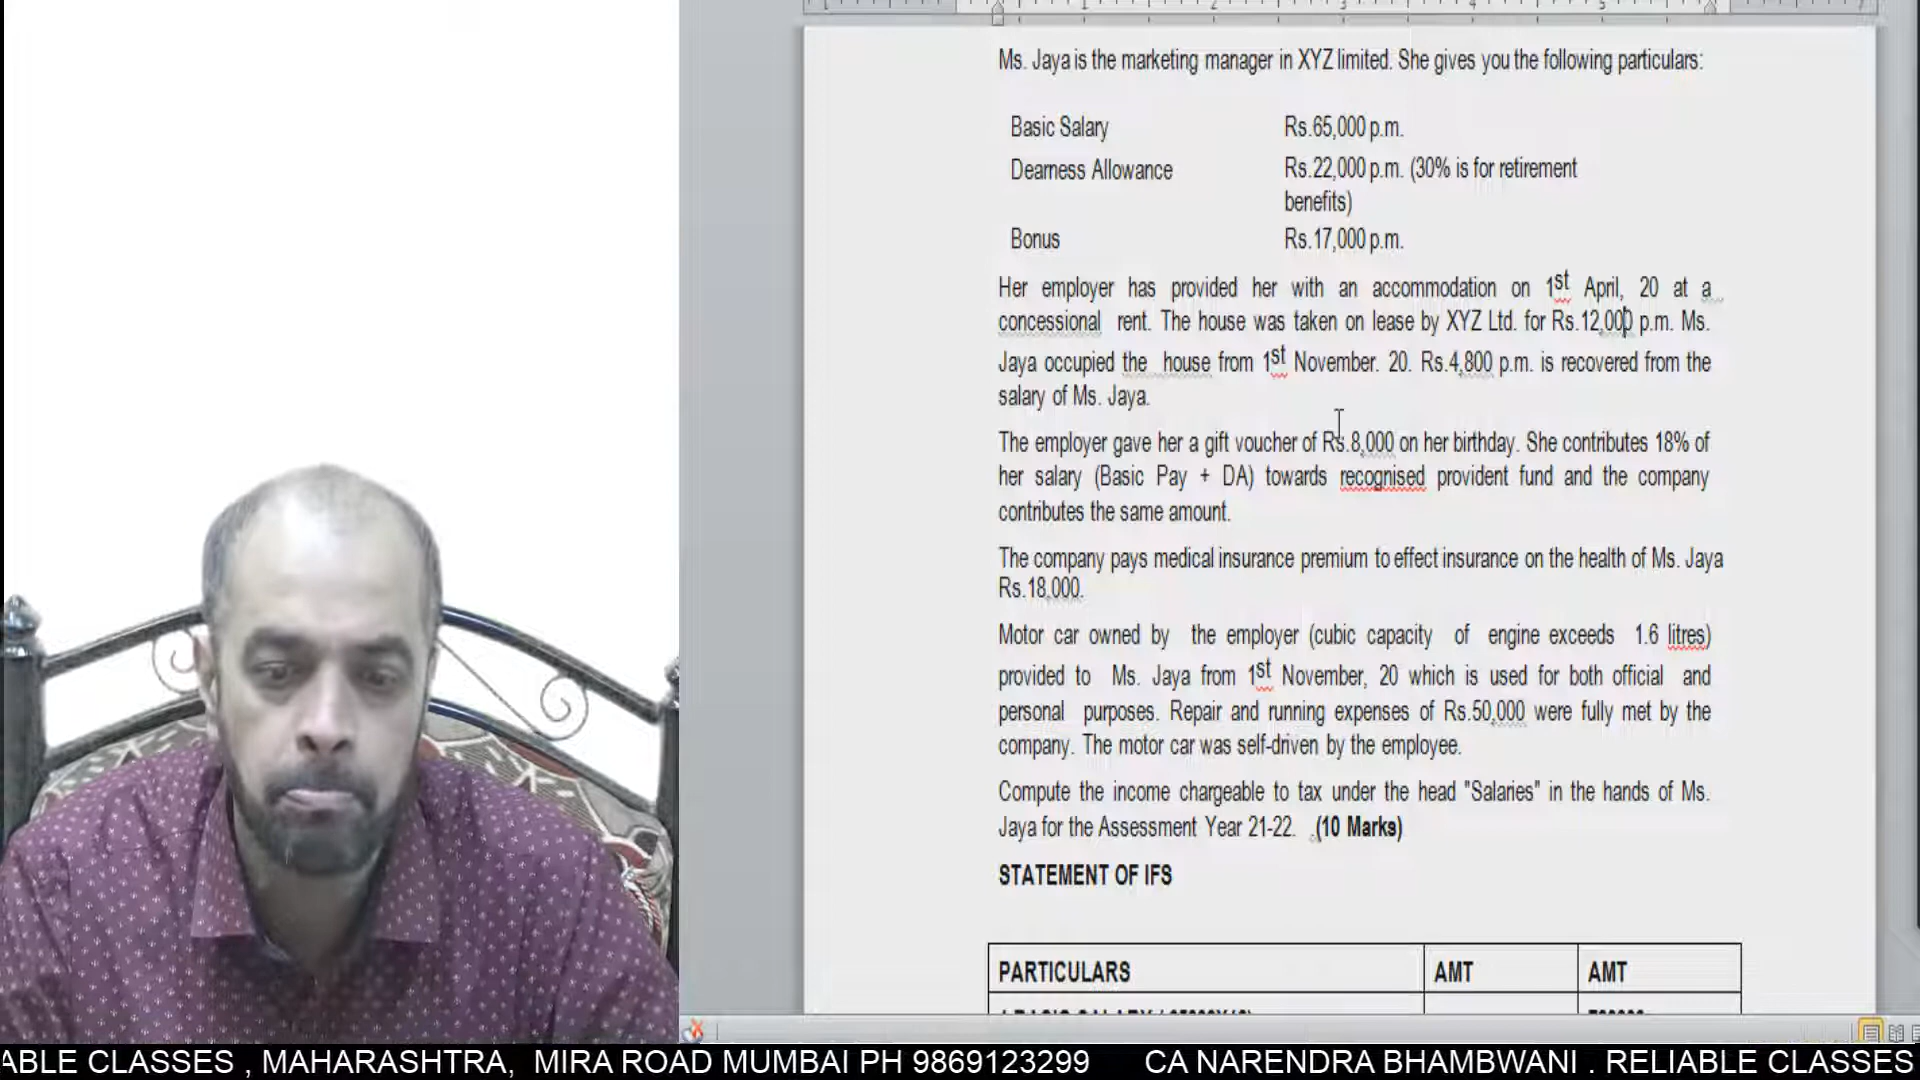 Ms. Jaya is the marketing manager in XYZ limited. She gives you the following particulars:
Basic Salary Rs.65,000 p.m.
Dearness Allowance Rs.22,000 p.m. (30% is for retirement
benefits)
Bonus Rs.17,000 p.m.
Her employer has provided her with an accommodation on 1st April, 20 at a
concessional rent. The house was taken on lease by XYZ Ltd. for Rs.12,000 p.m. Ms.
Jaya occupied the house from 1st November. 20. Rs.4,800 p.m. is recovered from the
salary of Ms. Jaya.
The employer gave her a gift voucher of Rs.8,000 on her birthday. She contributes 18% of
her salary (Basic Pay + DA) towards recognised provident fund and the company
contributes the same amount.
The company pays medical insurance premium to effect insurance on the health of Ms. Jaya
Rs.18,000.
Motor car owned by the employer (cubic capacity of engine exceeds 1.6 litres)
provided to Ms. Jaya from 1st November, 20 which is used for both official and
personal purposes. Repair and running expenses of Rs.50,000 were fully met by the
company. The motor car was self-driven by the employee.
Compute the income chargeable to tax under the head "Salaries" in the hands of Ms.
Jaya for the Assessment Year 21-22. .(10 Marks)
STATEMENT OF IFS
PARTICULARS AMT AMT
ABLE CLASSES , MAHARASHTRA, MIRA ROAD MUMBAI PH 9869123299 CA NARENDRA BHAMBWANI . RELIABLE CLASSES